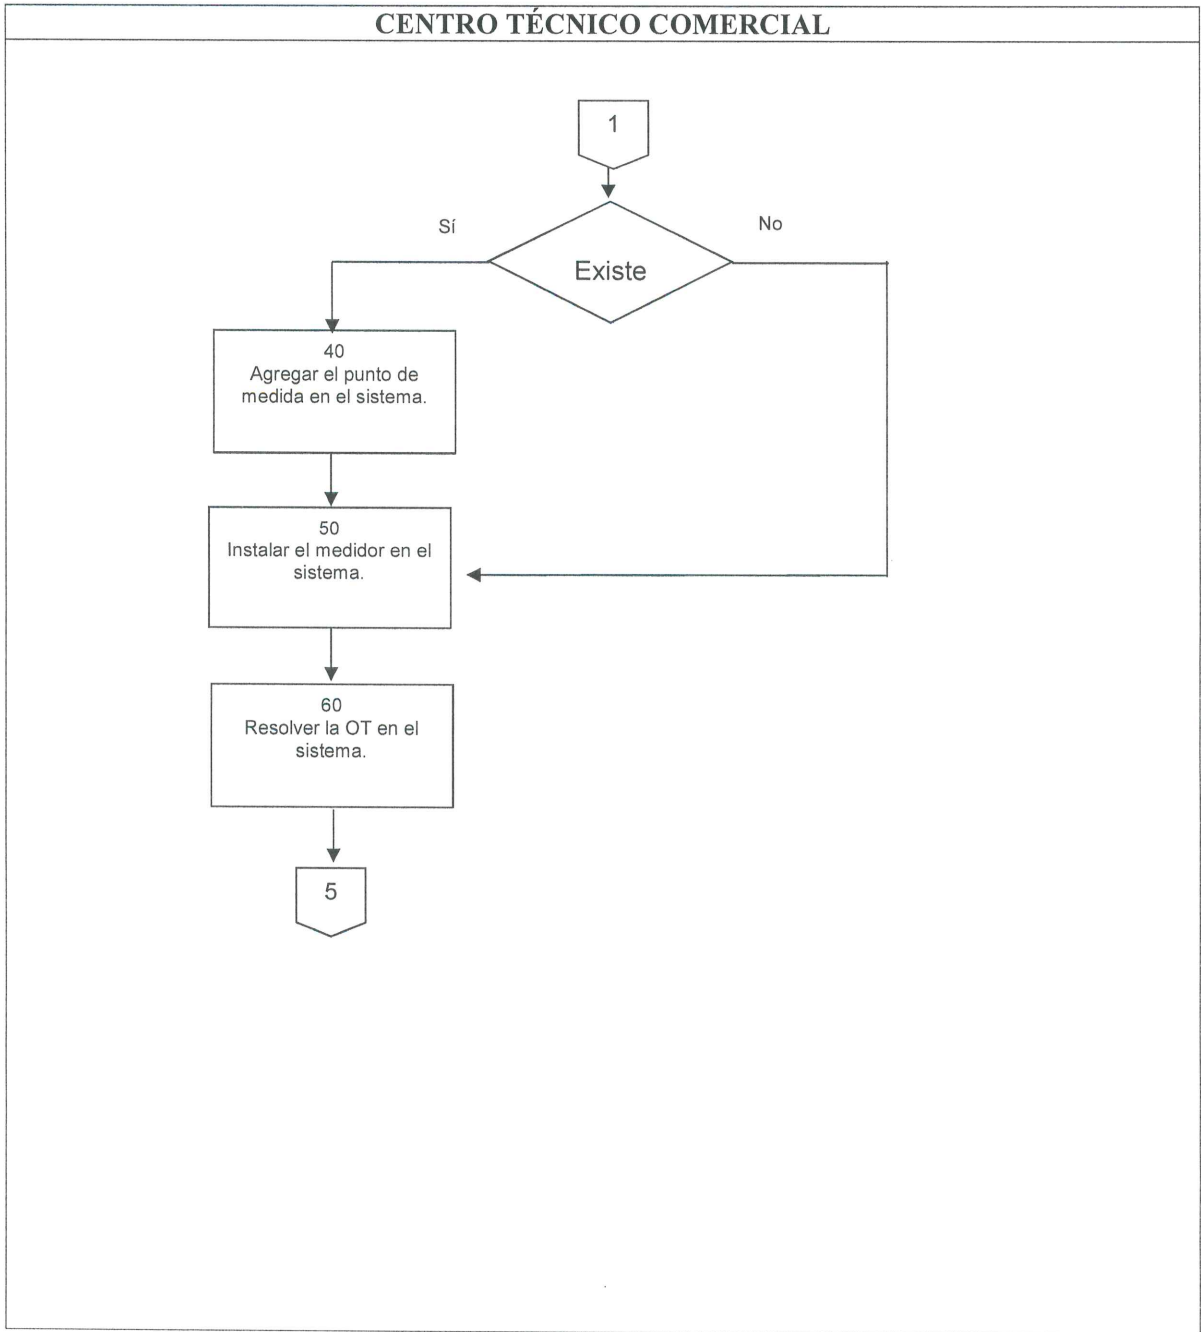 CENTRO TÉCNICO COMERCIAL
1
Sí
No
Existe
40
Agregar el punto de
medida en el sistema.
50
Instalar el medidor en el
sistema.
60
Resolver la OT en el
sistema.
5